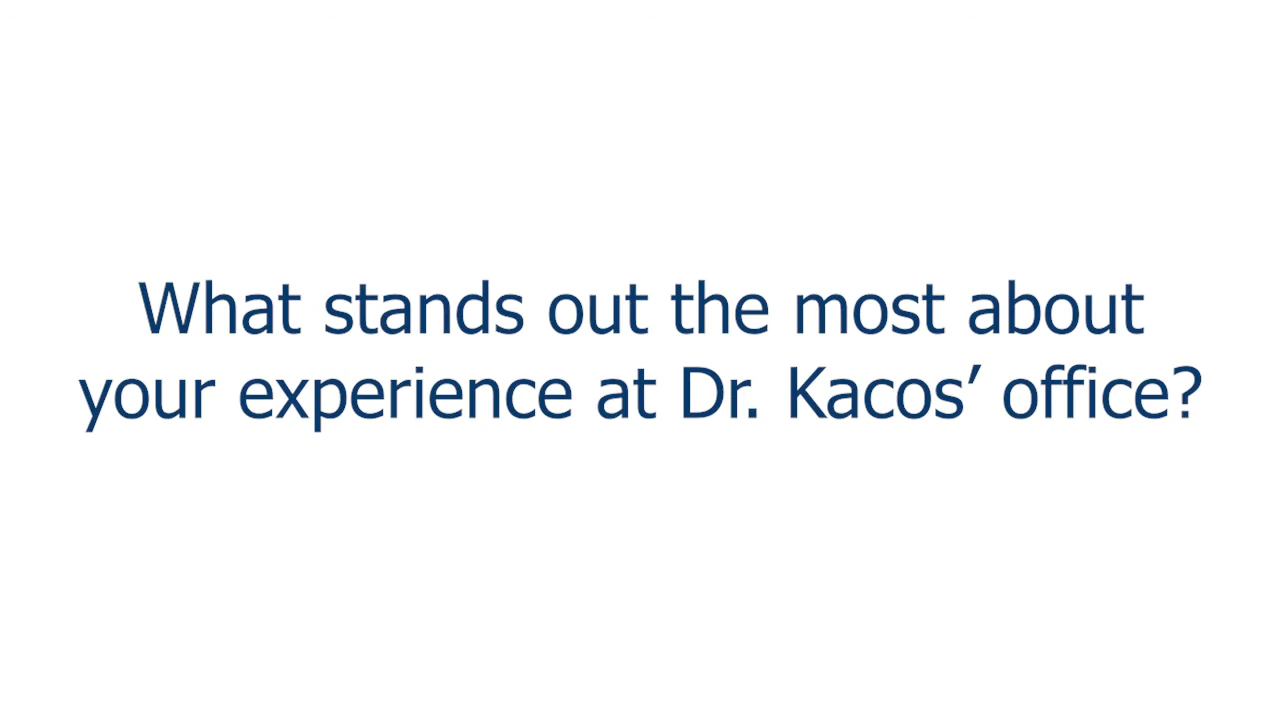 What stands out the most about
your experience at Dr. Kacos’ office?